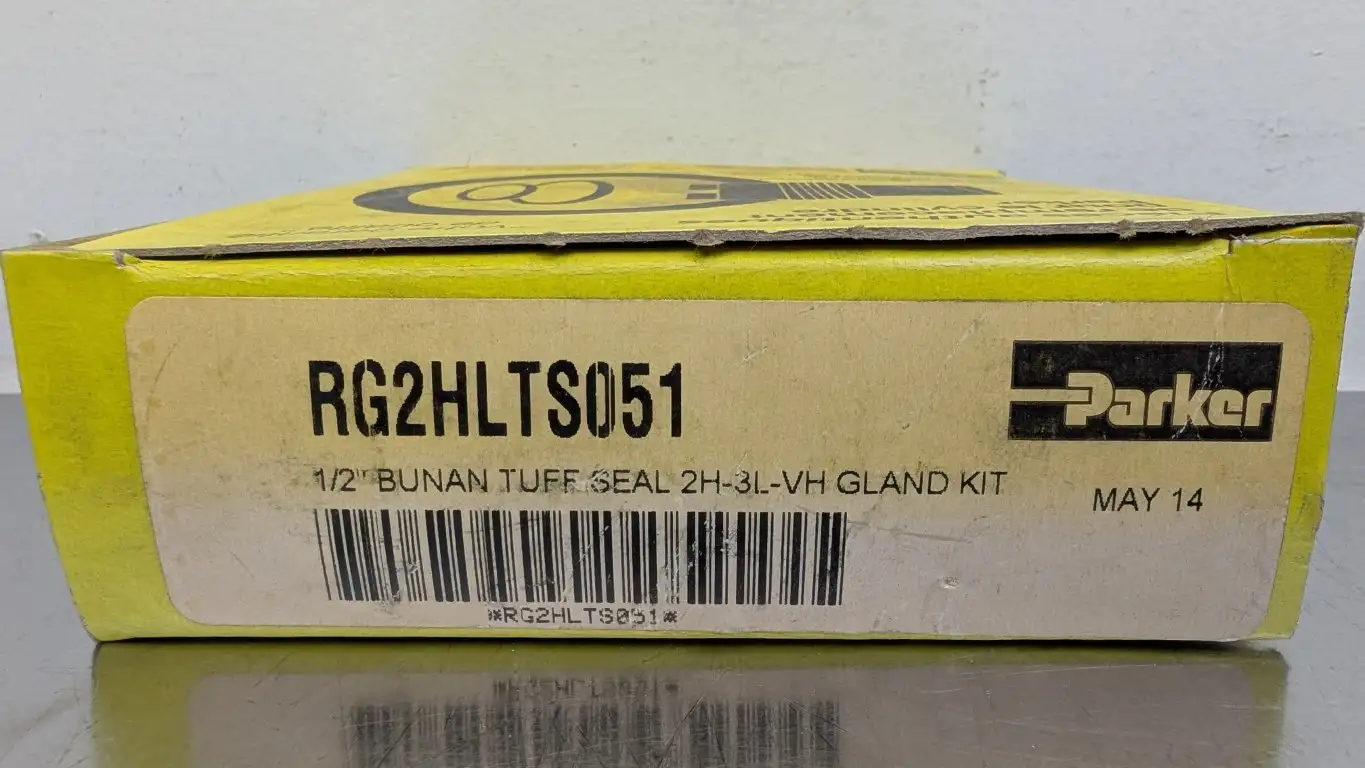 RG2HLTS051
Parker
1/2" BUNAN TUFF SEAL 2H-3L-VH GLAND KIT
MAY 14
*RG2HLTS051*